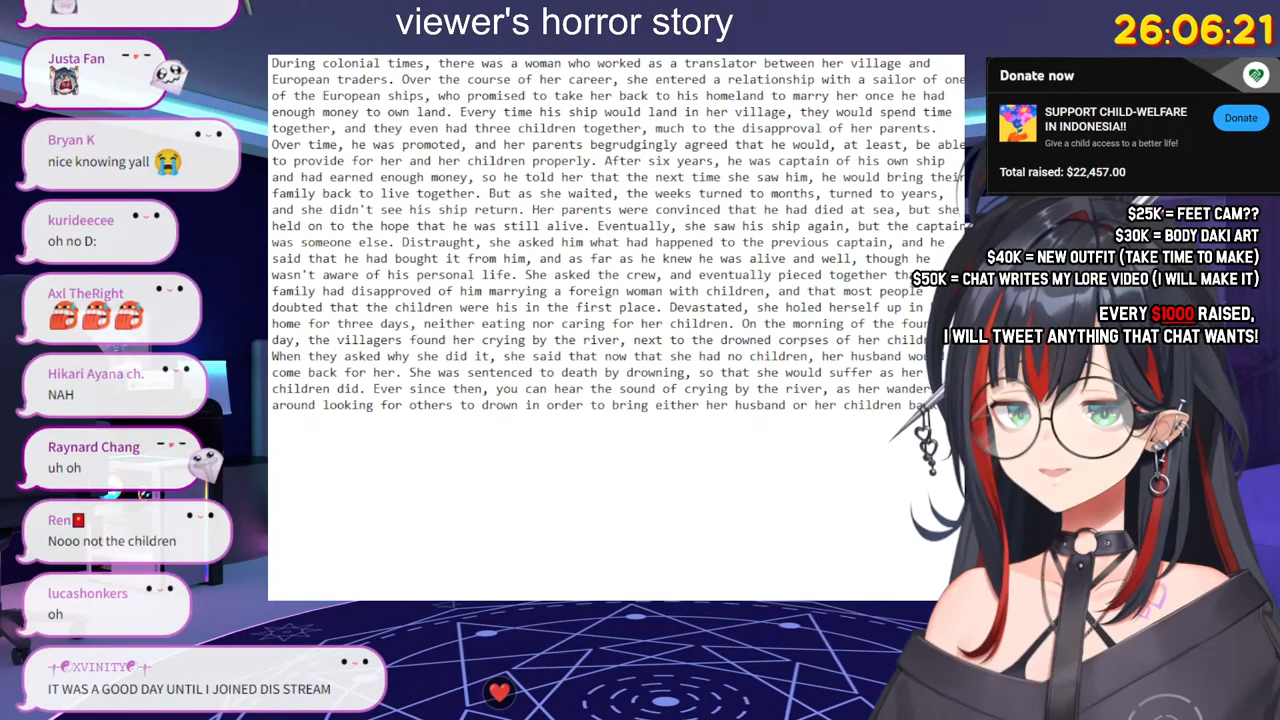 viewer's horror story
26:06:21
Justa Fan
Bryan K
nice knowing yall 😭
kurideecee
oh no D:
Axl TheRight
Hikari Ayana ch.
NAH
Raynard Chang
uh oh
Ren🧧
Nooo not the children
lucashonkers
oh
XVINITY
IT WAS A GOOD DAY UNTIL I JOINED DIS STREAM
During colonial times, there was a woman who worked as a translator between her village and
European traders. Over the course of her career, she entered a relationship with a sailor of one
of the European ships, who promised to take her back to his homeland to marry her once he had
enough money to own land. Every time his ship would land in her village, they would spend time
together, and they even had three children together, much to the disapproval of her parents.
Over time, he was promoted, and her parents begrudgingly agreed that he would, at least, be able
to provide for her and her children properly. After six years, he was captain of his own ship
and had earned enough money, so he told her that the next time she saw him, he would bring their
family back to live together. But as she waited, the weeks turned to months, turned to years,
and she didn't see his ship return. Her parents were convinced that he had died at sea, but she
held on to the hope that he was still alive. Eventually, she saw his ship again, but the captain
was someone else. Distraught, she asked him what had happened to the previous captain, and he
said that he had bought it from him, and as far as he knew he was alive and well, though he
wasn't aware of his personal life. She asked the crew, and eventually pieced together
family had disapproved of him marrying a foreign woman with children, and that most people
doubted that the children were his in the first place. Devastated, she holed herself up in
home for three days, neither eating nor caring for her children. On the morning of the
day, the villagers found her crying by the river, next to the drowned corpses of her
When they asked why she did it, she said that now that she had no children, her husband
come back for her. She was sentenced to death by drowning, so that she would suffer as her
children did. Ever since then, you can hear the sound of crying by the river, as her
around looking for others to drown in order to bring either her husband or her children
Donate now
SUPPORT CHILD-WELFARE
IN INDONESIA!!
Give a child access to a better life!
Donate
Total raised: $22,457.00
$25K = FEET CAM??
$30K = BODY DAKI ART
$40K = NEW OUTFIT (TAKE TIME TO MAKE)
$50K = CHAT WRITES MY LORE VIDEO (I WILL MAKE IT)
EVERY $1000 RAISED,
I WILL TWEET ANYTHING THAT CHAT WANTS!